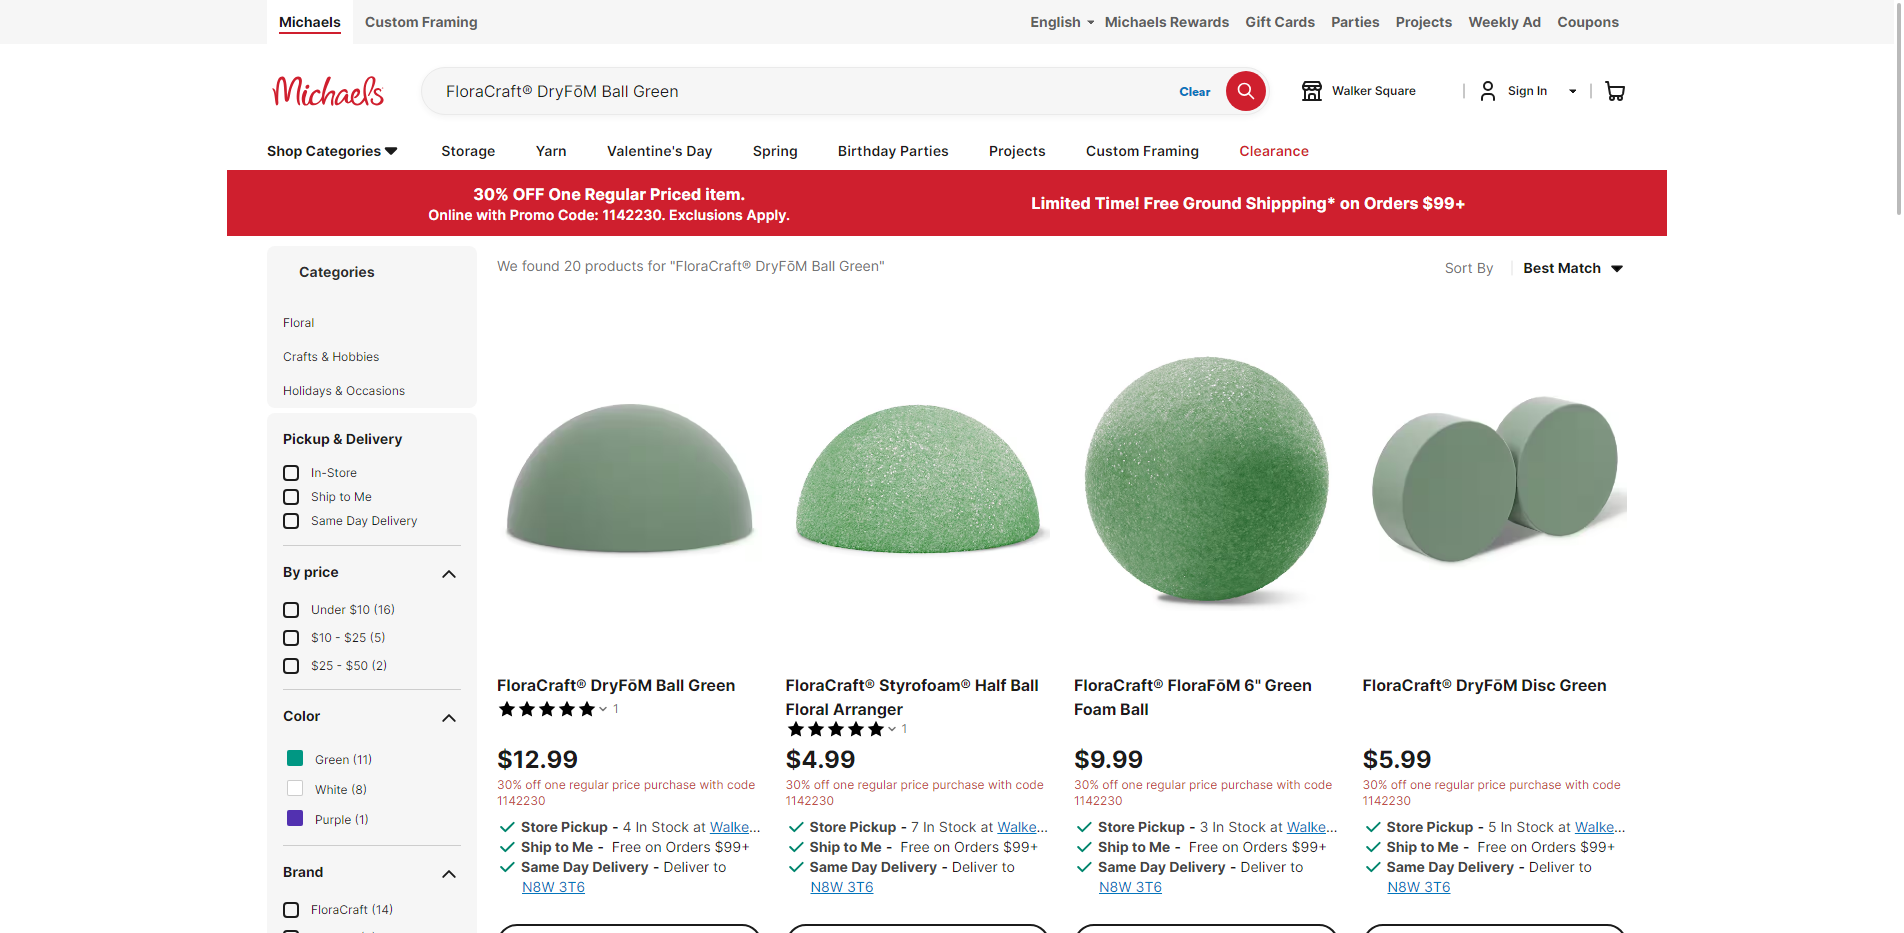 Michaels
Custom Framing
English
Michaels Rewards
Gift Cards
Parties
Projects
Weekly Ad
Coupons
Michaels
FloraCraft® DryFōM Ball Green
Clear
Walker Square
Sign In
Shop Categories
Storage
Yarn
Valentine's Day
Spring
Birthday Parties
Projects
Custom Framing
Clearance
30% OFF One Regular Priced item.
Online with Promo Code: 1142230. Exclusions Apply.
Limited Time! Free Ground Shippping* on Orders $99+
Categories
Floral
Crafts & Hobbies
Holidays & Occasions
Pickup & Delivery
In-Store
Ship to Me
Same Day Delivery
By price
Under $10 (16)
$10 - $25 (5)
$25 - $50 (2)
Color
Green (11)
White (8)
Purple (1)
Brand
FloraCraft (14)
We found 20 products for "FloraCraft® DryFōM Ball Green"
Sort By
Best Match
FloraCraft® DryFōM Ball Green
1
$12.99
30% off one regular price purchase with code
1142230
Store Pickup - 4 In Stock at Walke...
Ship to Me - Free on Orders $99+
Same Day Delivery - Deliver to
N8W 3T6
FloraCraft® Styrofoam® Half Ball
Floral Arranger
1
$4.99
30% off one regular price purchase with code
1142230
Store Pickup - 7 In Stock at Walke...
Ship to Me - Free on Orders $99+
Same Day Delivery - Deliver to
N8W 3T6
FloraCraft® FloraFōM 6" Green
Foam Ball
$9.99
30% off one regular price purchase with code
1142230
Store Pickup - 3 In Stock at Walke...
Ship to Me - Free on Orders $99+
Same Day Delivery - Deliver to
N8W 3T6
FloraCraft® DryFōM Disc Green
$5.99
30% off one regular price purchase with code
1142230
Store Pickup - 5 In Stock at Walke...
Ship to Me - Free on Orders $99+
Same Day Delivery - Deliver to
N8W 3T6